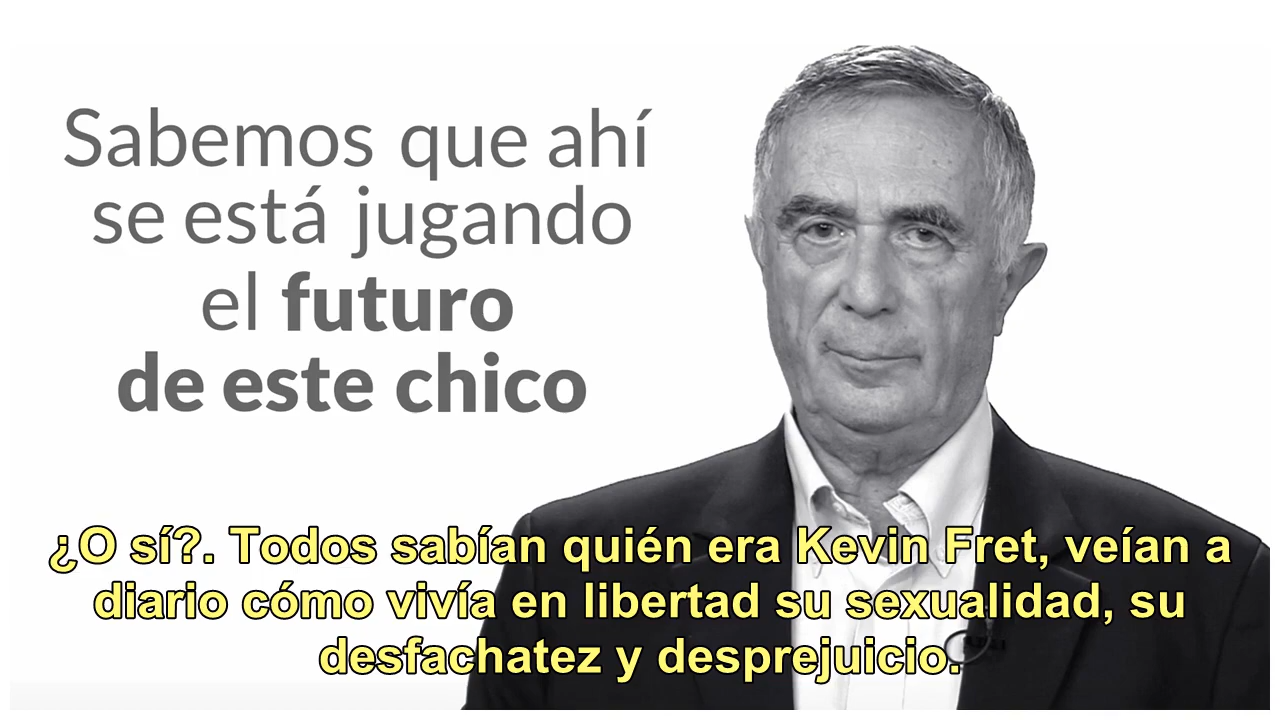 Sabemos que ahí
se está jugando
el futuro
de este chico
¿O sí?. Todos sabían quién era Kevin Fret, veían a
diario cómo vivía en libertad su sexualidad, su
desfachatez y desprejuicio.